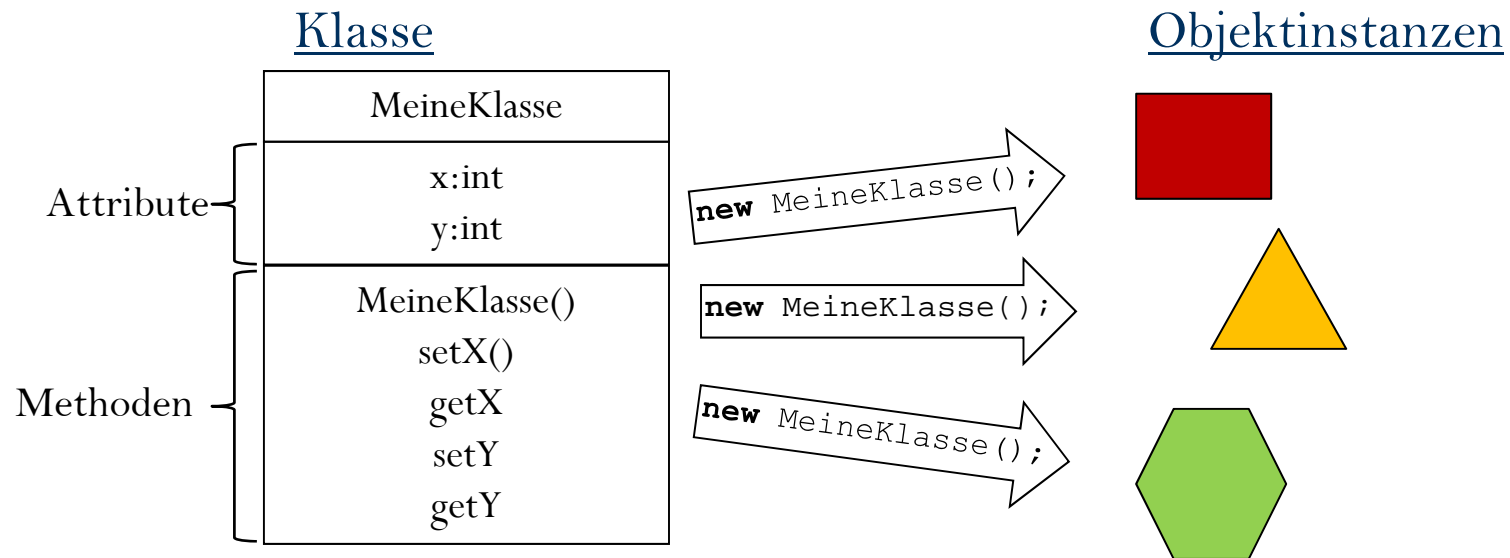 Klasse
Objektinstanzen
MeineKlasse
Attribute
x:int
y:int
Methoden
MeineKlasse()
setX()
getX
setY
getY
new MeineKlasse();
new MeineKlasse();
new MeineKlasse();